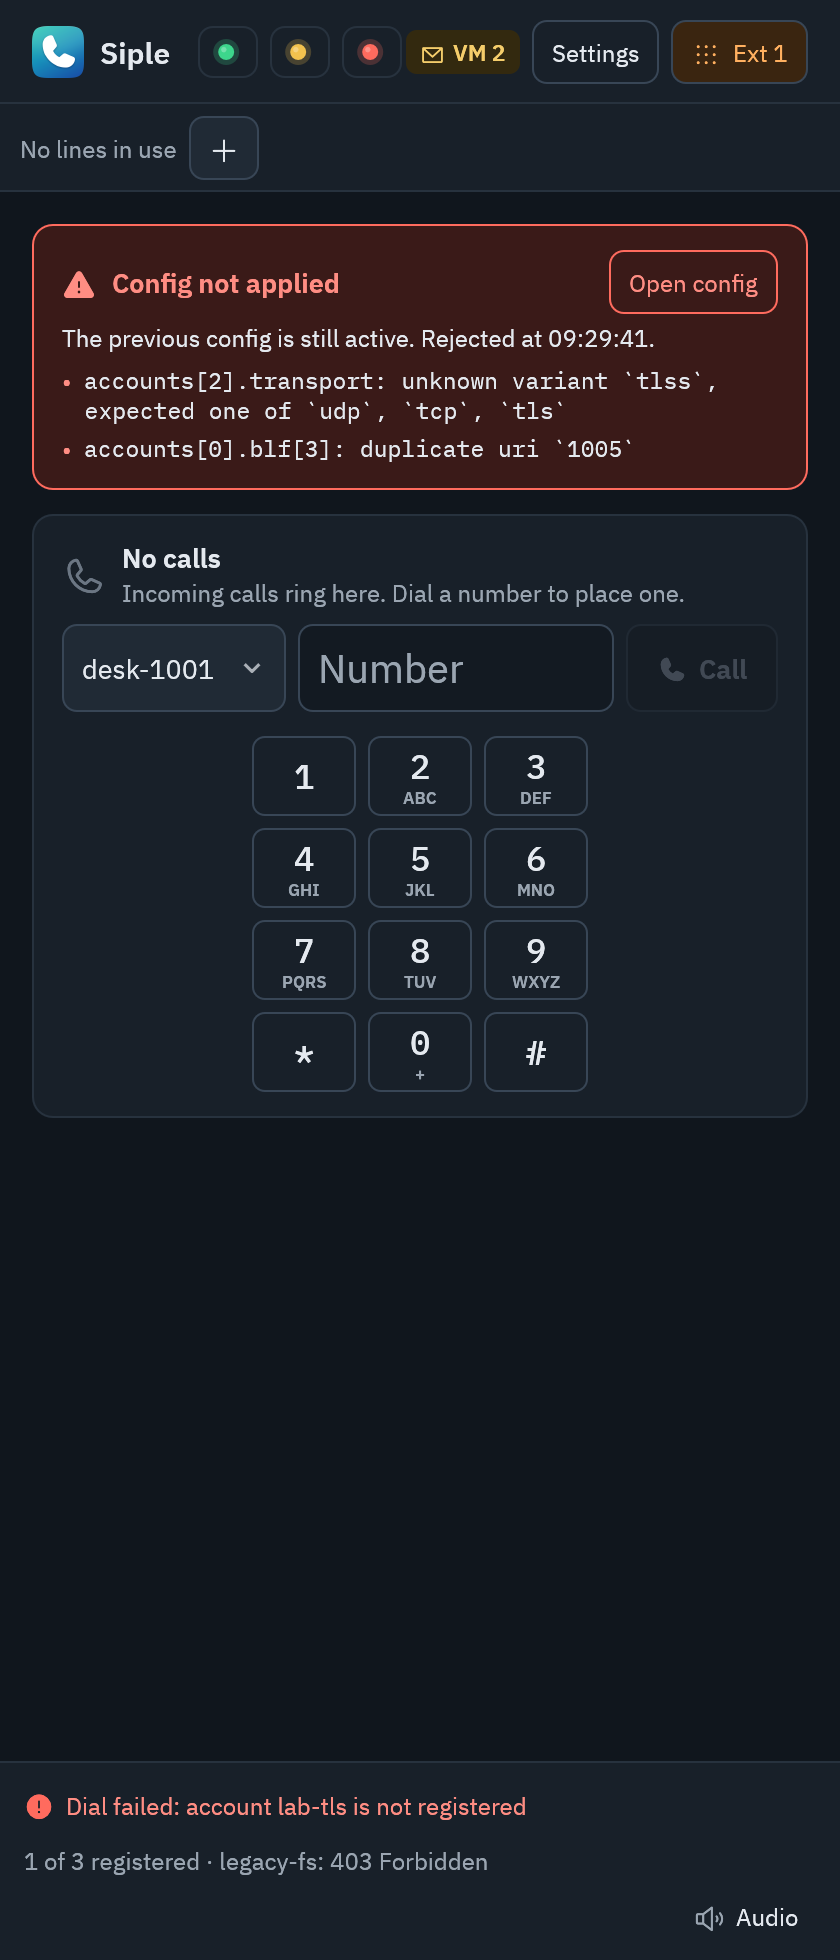 Siple
VM 2
Settings
Ext 1
No lines in use
Config not applied
Open config
The previous config is still active. Rejected at 09:29:41.
• accounts[2].transport: unknown variant `tlss`,
expected one of `udp`, `tcp`, `tls`
• accounts[0].blf[3]: duplicate uri `1005`
No calls
Incoming calls ring here. Dial a number to place one.
desk-1001
Number
Call
1
2
ABC
3
DEF
4
GHI
5
JKL
6
MNO
7
PQRS
8
TUV
9
WXYZ
*
0
+
#
Dial failed: account lab-tls is not registered
1 of 3 registered · legacy-fs: 403 Forbidden
Audio